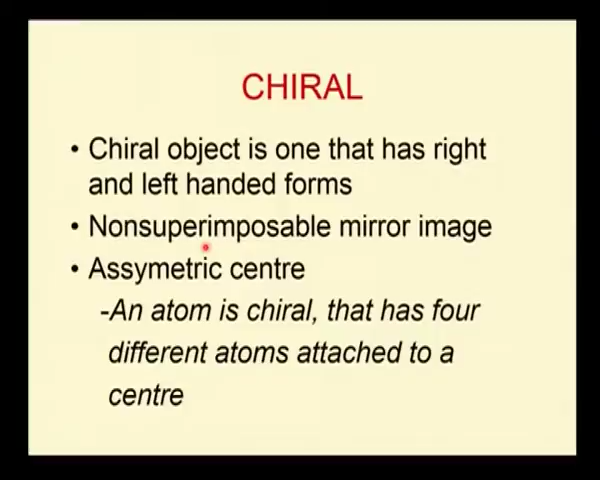 CHIRAL
• Chiral object is one that has right
and left handed forms
• Nonsuperimposable mirror image
• Assymetric centre
-An atom is chiral, that has four
different atoms attached to a
centre